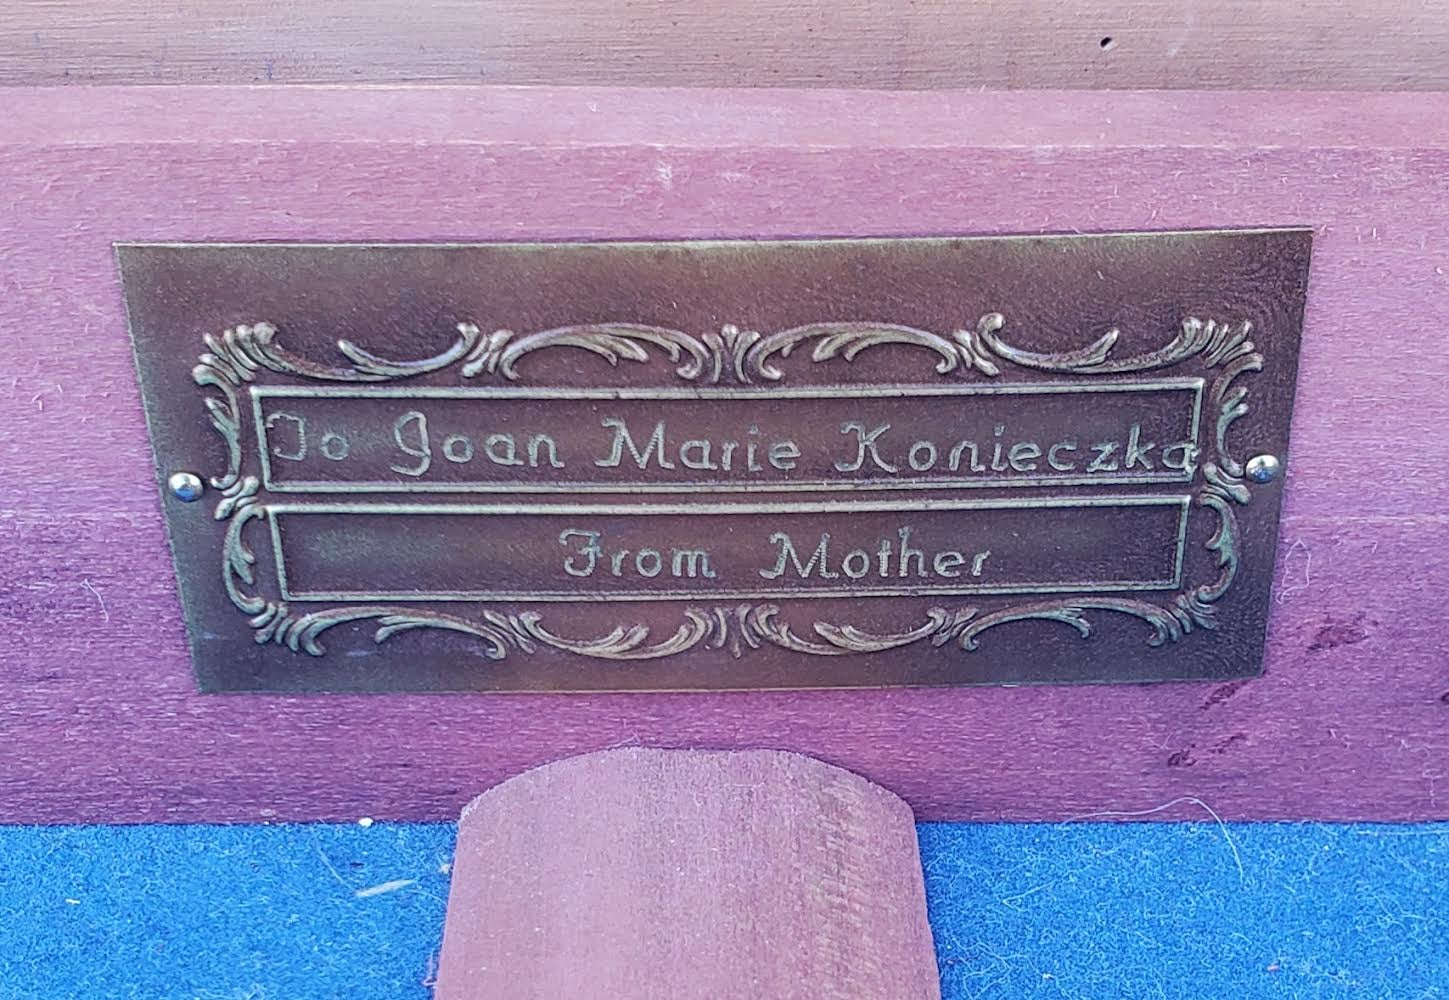 To Joan Marie Konieczka
From Mother